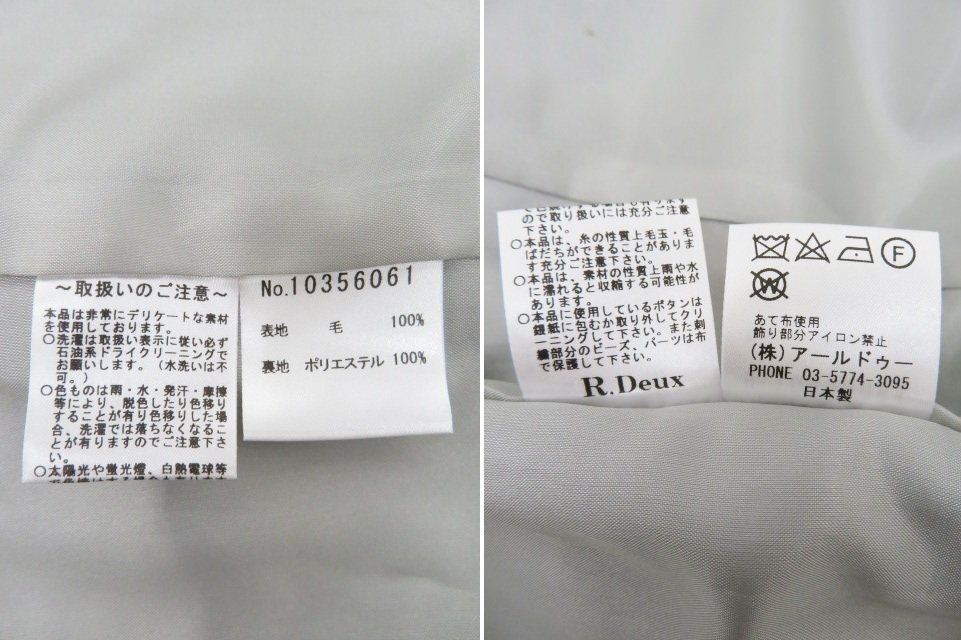 ～取扱いのご注意～
本品は非常にデリケートな素材
を使用しております。
○洗濯は取扱い表示に従い必ず
石油系ドライクリーニングで
お願いします。（水洗いは不
可。）
○色ものは雨・水・発汗・摩擦
等により、脱色したり色移り
することが有り色移りした場
合、洗濯では落ちなくなるこ
とが有りますのでご注意下さ
い。
○太陽光や蛍光燈、白熱電球等
No.10356061
表地 毛 100%
裏地 ポリエステル 100%
ので取り扱いには充分ご注意
下さい。
○本品は、糸の性質上毛玉・毛
ばだちができることがありま
す充分ご注意下さい。
○本品は、素材の性質上雨や水
に濡れると収縮する可能性が
あります。
○本品に使用しているボタンは
銀紙に包むか取り外してクリ
ーニングして下さい。また刺
繍部分のビーズ、パーツは布
で保護して下さい。
R.Deux
F
W
あて布使用
飾り部分アイロン禁止
(株)アールドゥー
PHONE 03-5774-3095
日本製